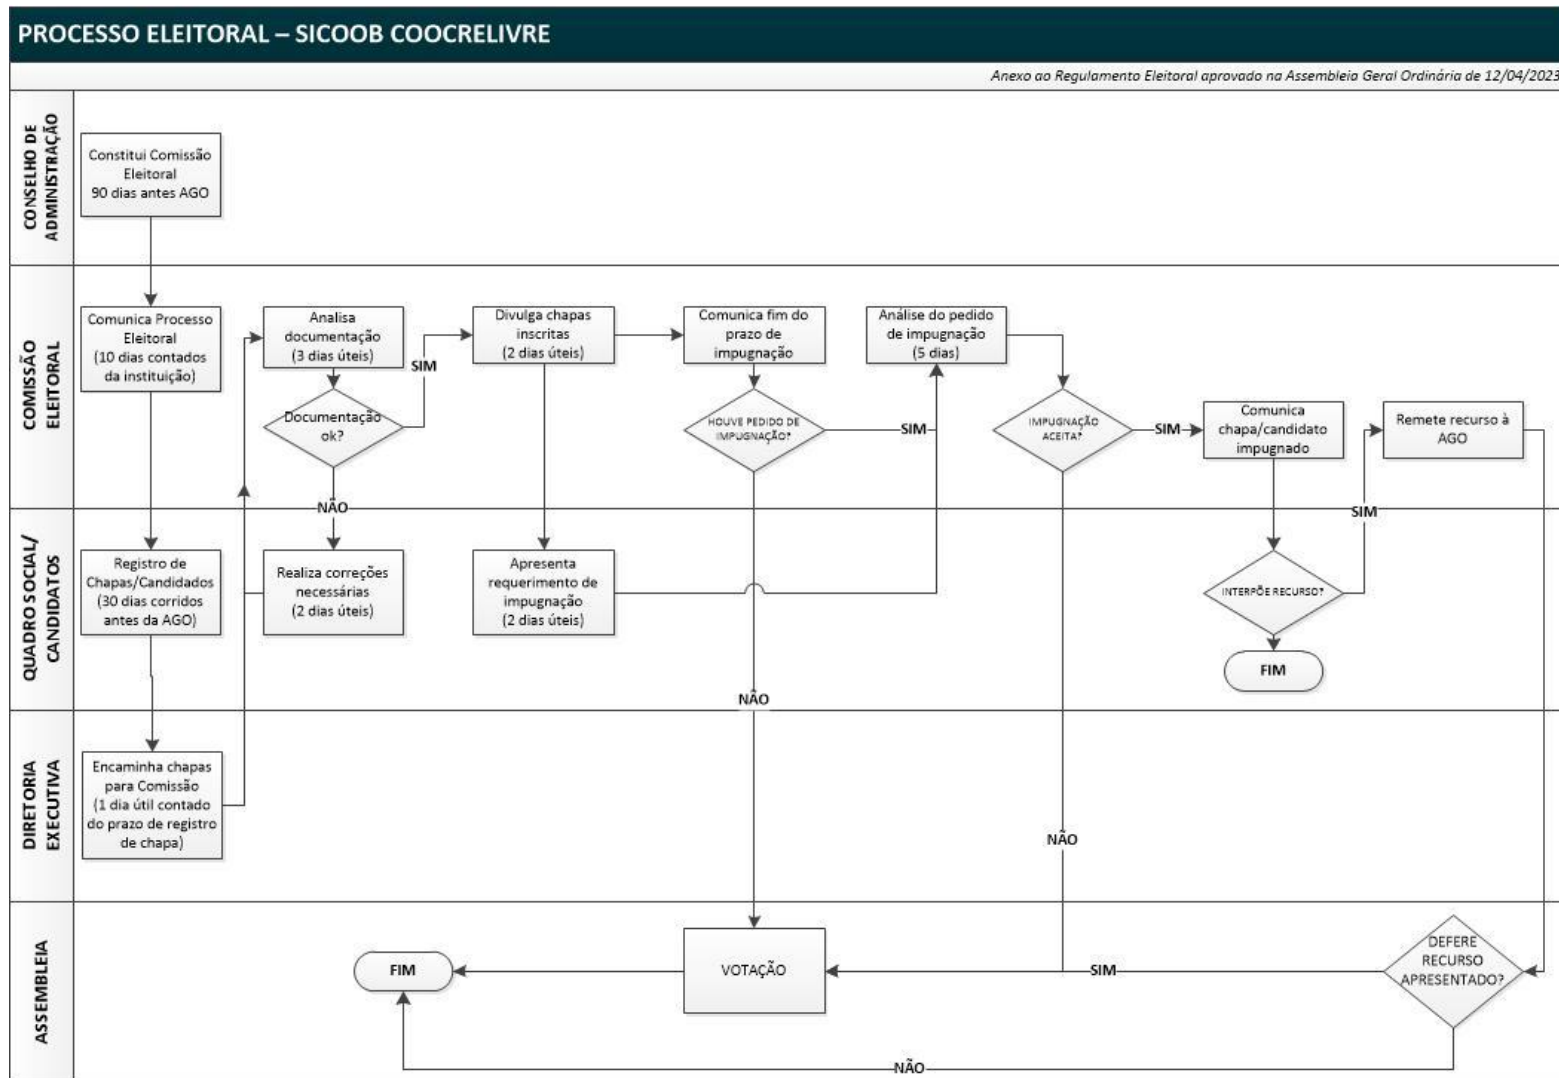 PROCESSO ELEITORAL – SICOOB COOCRELIVRE
Anexo ao Regulamento Eleitoral aprovado na Assembleia Geral Ordinária de 12/04/2023
CONSELHO DE
ADMINISTRAÇÃO
Constitui Comissão
Eleitoral
90 dias antes AGO
COMISSÃO
ELEITORAL
Comunica Processo
Eleitoral
(10 dias contados
da instituição)
Analisa
documentação
(3 dias úteis)
Documentação
ok?
SIM
NÃO
Divulga chapas
inscritas
(2 dias úteis)
Comunica fim do
prazo de
impugnação
HOUVE PEDIDO DE
IMPUGNAÇÃO?
SIM
Análise do pedido
de impugnação
(5 dias)
IMPUGNAÇÃO
ACEITA?
SIM
Comunica
chapa/candidato
impugnado
Remete recurso à
AGO
SIM
QUADRO SOCIAL/
CANDIDATOS
Registro de
Chapas/Candidados
(30 dias corridos
antes da AGO)
Realiza correções
necessárias
(2 dias úteis)
Apresenta
requerimento de
impugnação
(2 dias úteis)
INTERPÕE RECURSO?
FIM
NÃO
DIRETORIA
EXECUTIVA
Encaminha chapas
para Comissão
(1 dia útil contado
do prazo de registro
de chapa)
NÃO
ASSEMBLEIA
FIM
VOTAÇÃO
SIM
DEFERE
RECURSO
APRESENTADO?
NÃO